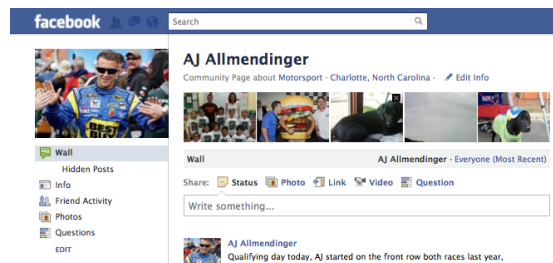 facebook
Search
AJ Allmendinger
Community Page about Motorsport · Charlotte, North Carolina · Edit Info
BEST
BUY
Wall
Hidden Posts
Info
Friend Activity
Photos
Questions
EDIT
Wall
AJ Allmendinger · Everyone (Most Recent)
Share: Status Photo Link Video Question
Write something...
AJ Allmendinger
Qualifying day today, AJ started on the front row both races last year,